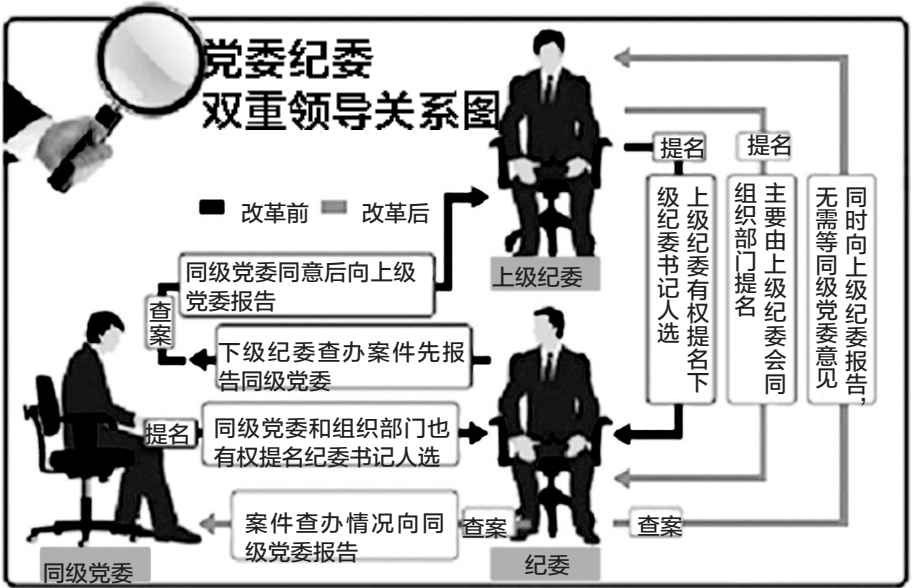 党委纪委
双重领导关系图
改革前
改革后
提名
提名
上级纪委有权提名下
级纪委书记人选
主要由上级纪委会同
组织部门提名
同时向上级纪委报告，
无需等同级党委意见
上级纪委
同级党委同意后向上级
党委报告
查案
下级纪委查办案件先报
告同级党委
提名
同级党委和组织部门也
有权提名纪委书记人选
案件查办情况向同
级党委报告
查案
查案
同级党委
纪委